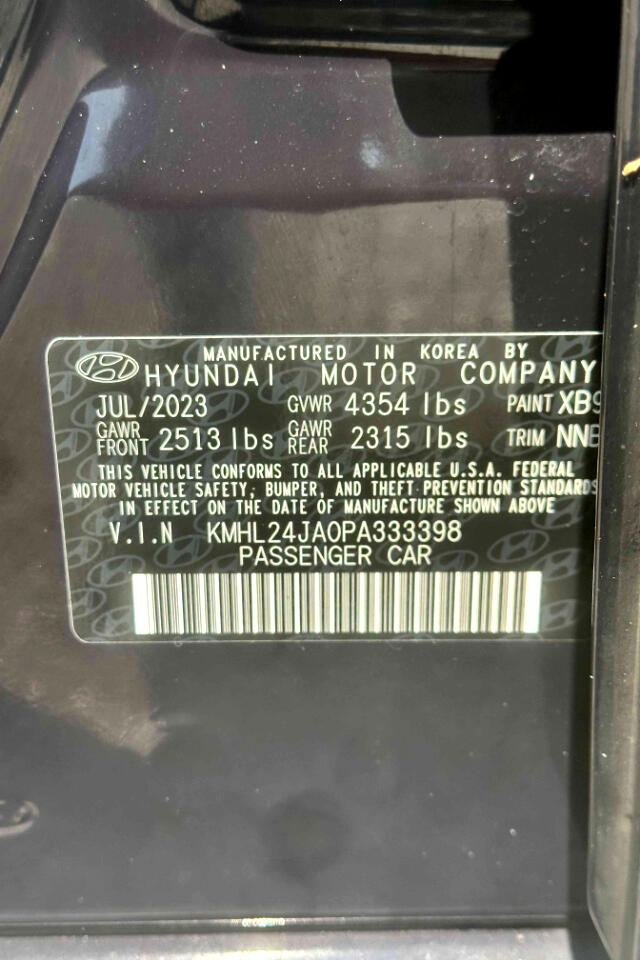 MANUFACTURED IN KOREA BY
HYUNDAI MOTOR COMPANY
JUL/2023 GVWR 4354 lbs PAINT XB9
GAWR FRONT 2513 lbs GAWR REAR 2315 lbs TRIM NNB
THIS VEHICLE CONFORMS TO ALL APPLICABLE U.S.A. FEDERAL
MOTOR VEHICLE SAFETY, BUMPER, AND THEFT PREVENTION STANDARDS
IN EFFECT ON THE DATE OF MANUFACTURE SHOWN ABOVE
V.I.N KMHL24JA0PA333398
PASSENGER CAR